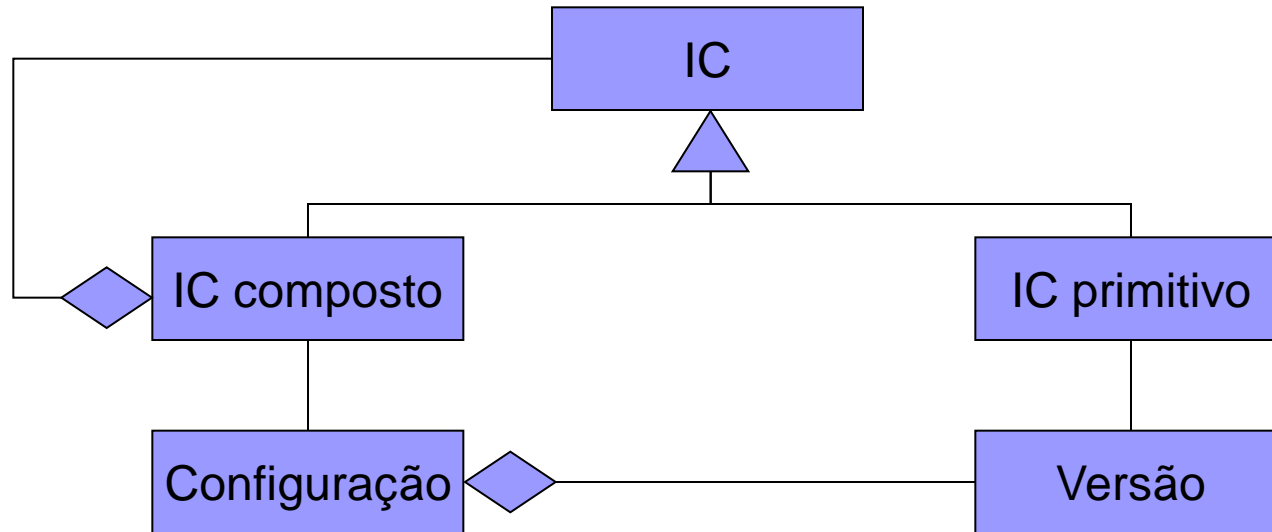 IC
IC composto
IC primitivo
Configuração
Versão